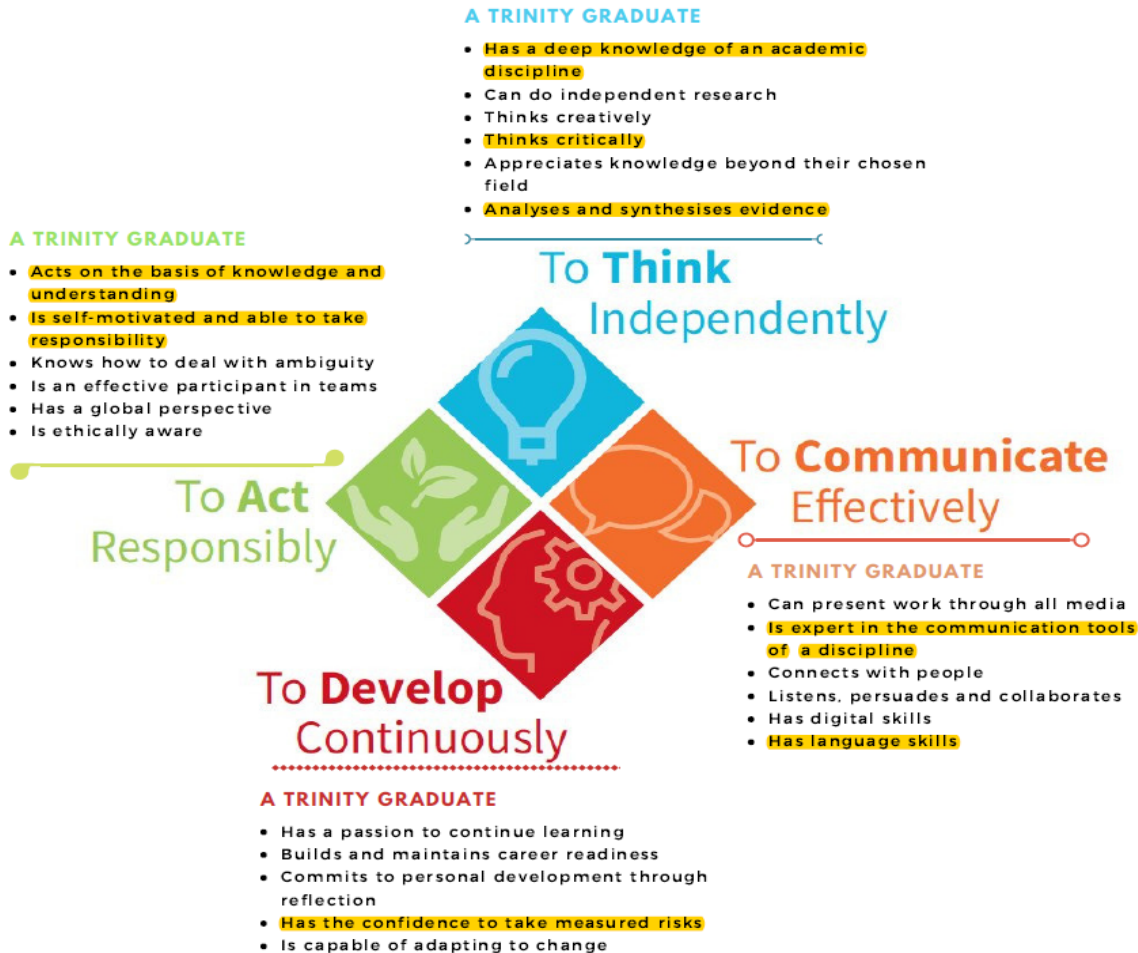 A TRINITY GRADUATE
• Has a deep knowledge of an academic
discipline
• Can do independent research
• Thinks creatively
• Thinks critically
• Appreciates knowledge beyond their chosen
field
• Analyses and synthesises evidence
To Think
Independently
A TRINITY GRADUATE
• Acts on the basis of knowledge and
understanding
• Is self-motivated and able to take
responsibility
• Knows how to deal with ambiguity
• Is an effective participant in teams
• Has a global perspective
• Is ethically aware
To Act
Responsibly
To Communicate
Effectively
A TRINITY GRADUATE
• Can present work through all media
• Is expert in the communication tools
of a discipline
• Connects with people
• Listens, persuades and collaborates
• Has digital skills
• Has language skills
To Develop
Continuously
A TRINITY GRADUATE
• Has a passion to continue learning
• Builds and maintains career readiness
• Commits to personal development through
reflection
• Has the confidence to take measured risks
• Is capable of adapting to change